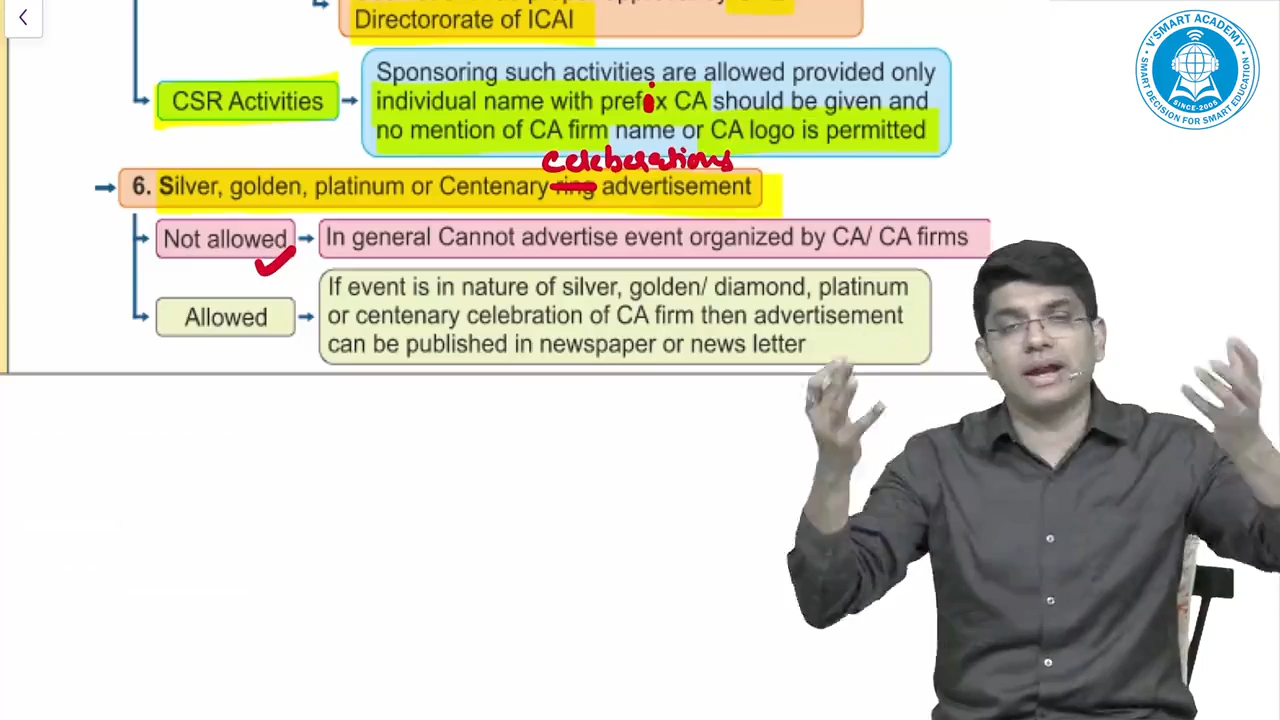 Directororate of ICAI
CSR Activities
Sponsoring such activities are allowed provided only
individual name with prefix CA should be given and
no mention of CA firm name or CA logo is permitted
celeberations
6. Silver, golden, platinum or Centenary ring advertisement
Not allowed
In general Cannot advertise event organized by CA/ CA firms
Allowed
If event is in nature of silver, golden/ diamond, platinum
or centenary celebration of CA firm then advertisement
can be published in newspaper or news letter
V'SMART ACADEMY
SINCE-2005
SMART DECISION FOR SMART EDUCATION